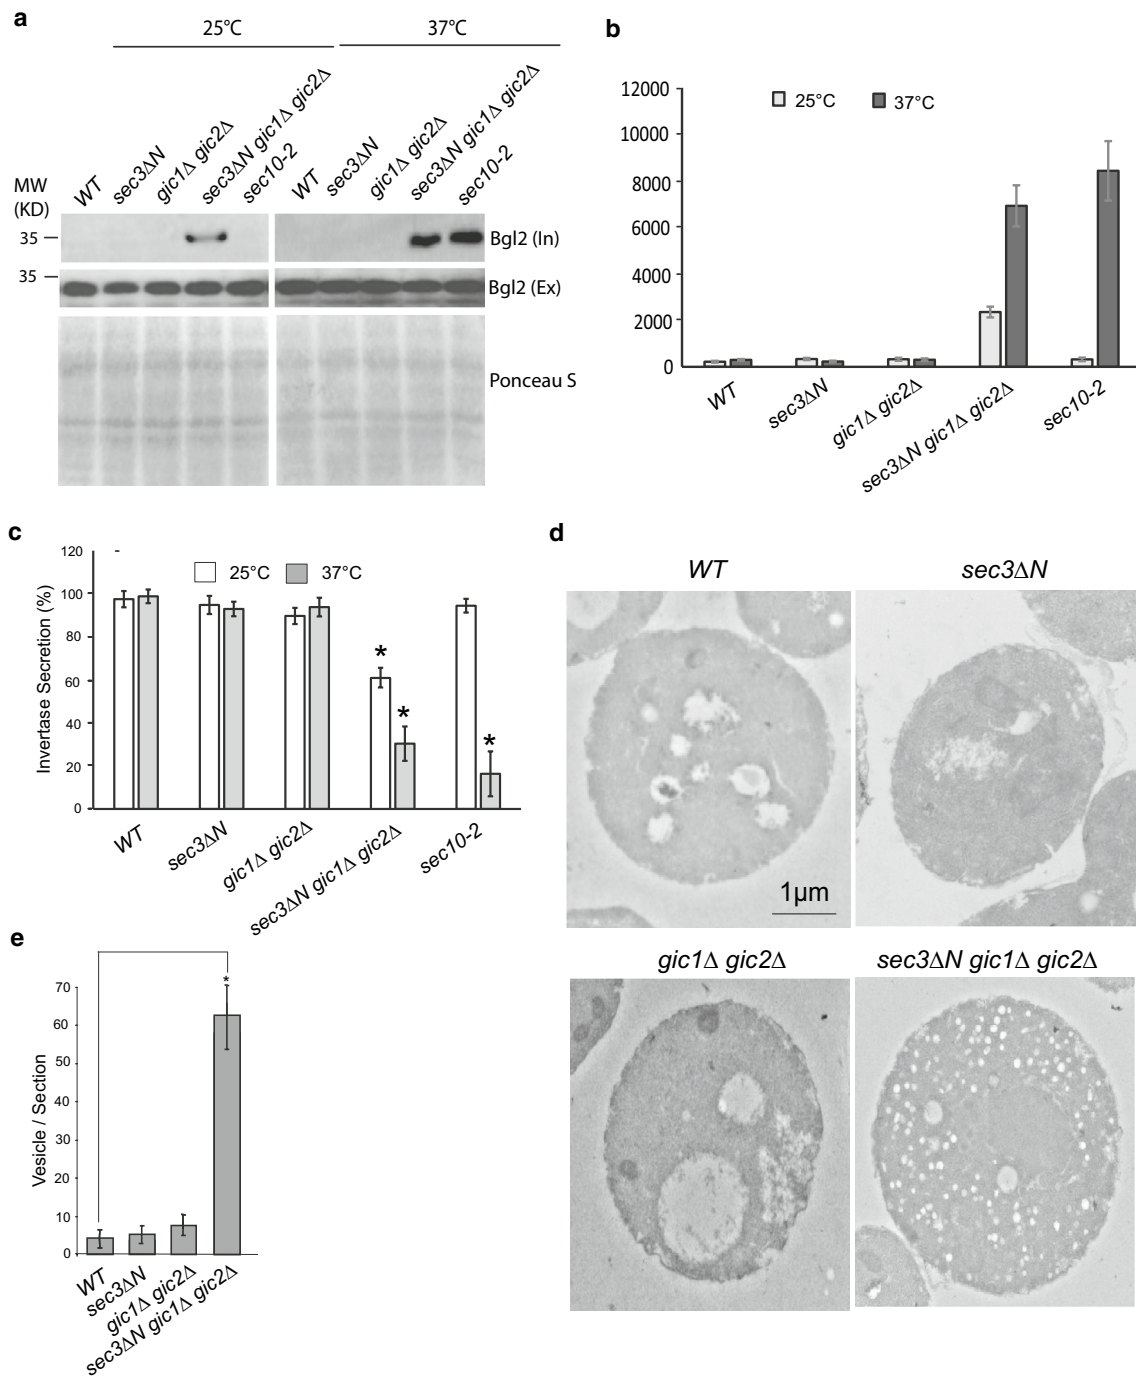 a
25°C
37°C
WT
sec3ΔN
gic1Δ gic2Δ
sec3ΔN gic1Δ gic2Δ
sec10-2
WT
sec3ΔN
gic1Δ gic2Δ
sec3ΔN gic1Δ gic2Δ
sec10-2
MW
(KD)
35
Bgl2 (In)
35
Bgl2 (Ex)
Ponceau S
b
12000
10000
8000
6000
4000
2000
0
25°C
37°C
WT
sec3ΔN
gic1Δ gic2Δ
sec3ΔN gic1Δ gic2Δ
sec10-2
c
Invertase Secretion (%)
120
100
80
60
40
20
0
25°C
37°C
*
*
*
WT
sec3ΔN
gic1Δ gic2Δ
sec3ΔN gic1Δ gic2Δ
sec10-2
d
WT
sec3ΔN
1µm
gic1Δ gic2Δ
sec3ΔN gic1Δ gic2Δ
e
Vesicle / Section
70
60
50
40
30
20
10
0
*
WT
sec3ΔN
gic1Δ gic2Δ
sec3ΔN gic1Δ gic2Δ